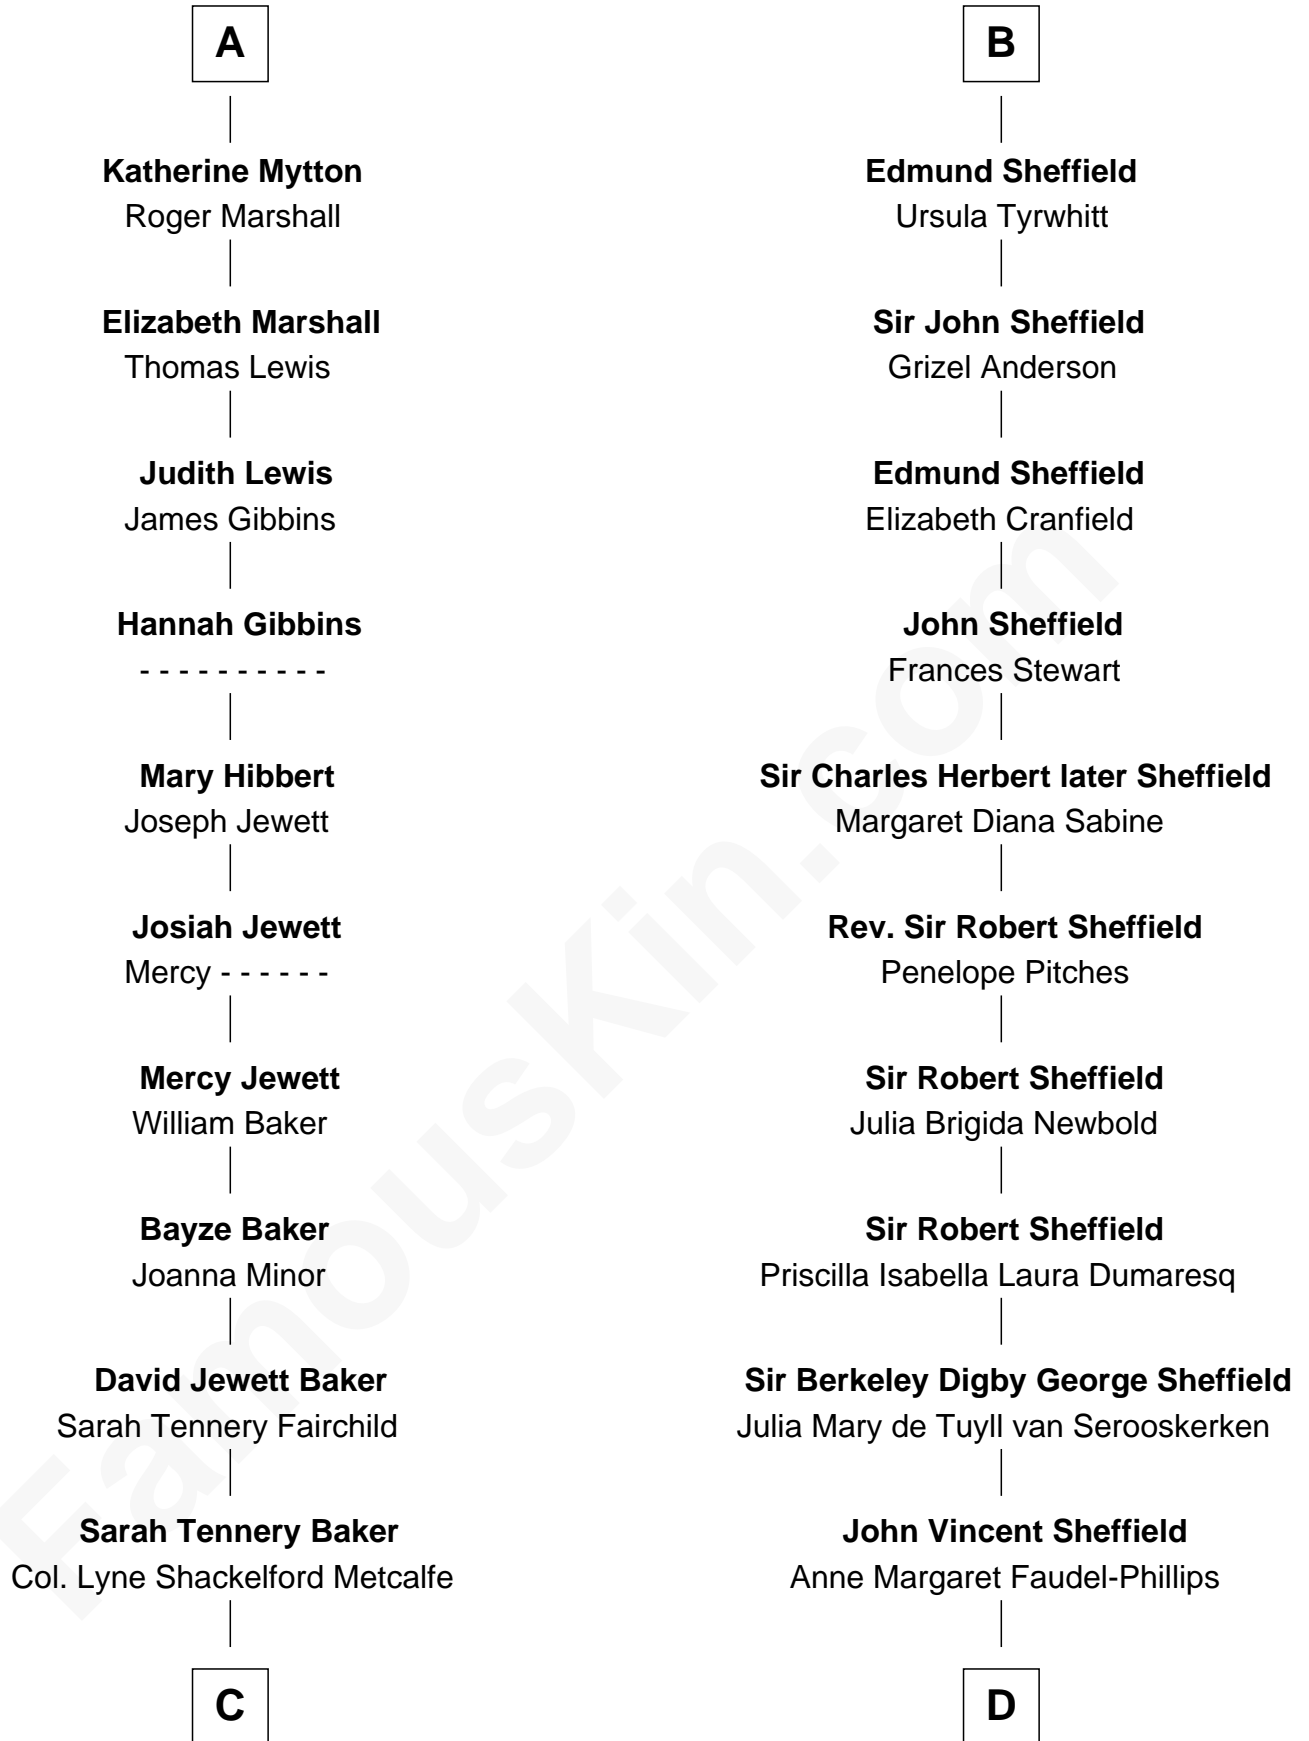 A
Katherine Mytton
Roger Marshall
Elizabeth Marshall
Thomas Lewis
Judith Lewis
James Gibbins
Hannah Gibbins
- - - - - - - - - -
Mary Hibbert
Joseph Jewett
Josiah Jewett
Mercy - - - - - -
Mercy Jewett
William Baker
Bayze Baker
Joanna Minor
David Jewett Baker
Sarah Tennery Fairchild
Sarah Tennery Baker
Col. Lyne Shackelford Metcalfe
C
B
Edmund Sheffield
Ursula Tyrwhitt
Sir John Sheffield
Grizel Anderson
Edmund Sheffield
Elizabeth Cranfield
John Sheffield
Frances Stewart
Sir Charles Herbert later Sheffield
Margaret Diana Sabine
Rev. Sir Robert Sheffield
Penelope Pitches
Sir Robert Sheffield
Julia Brigida Newbold
Sir Robert Sheffield
Priscilla Isabella Laura Dumaresq
Sir Berkeley Digby George Sheffield
Julia Mary de Tuyll van Serooskerken
John Vincent Sheffield
Anne Margaret Faudel-Phillips
D
FamousKin.com